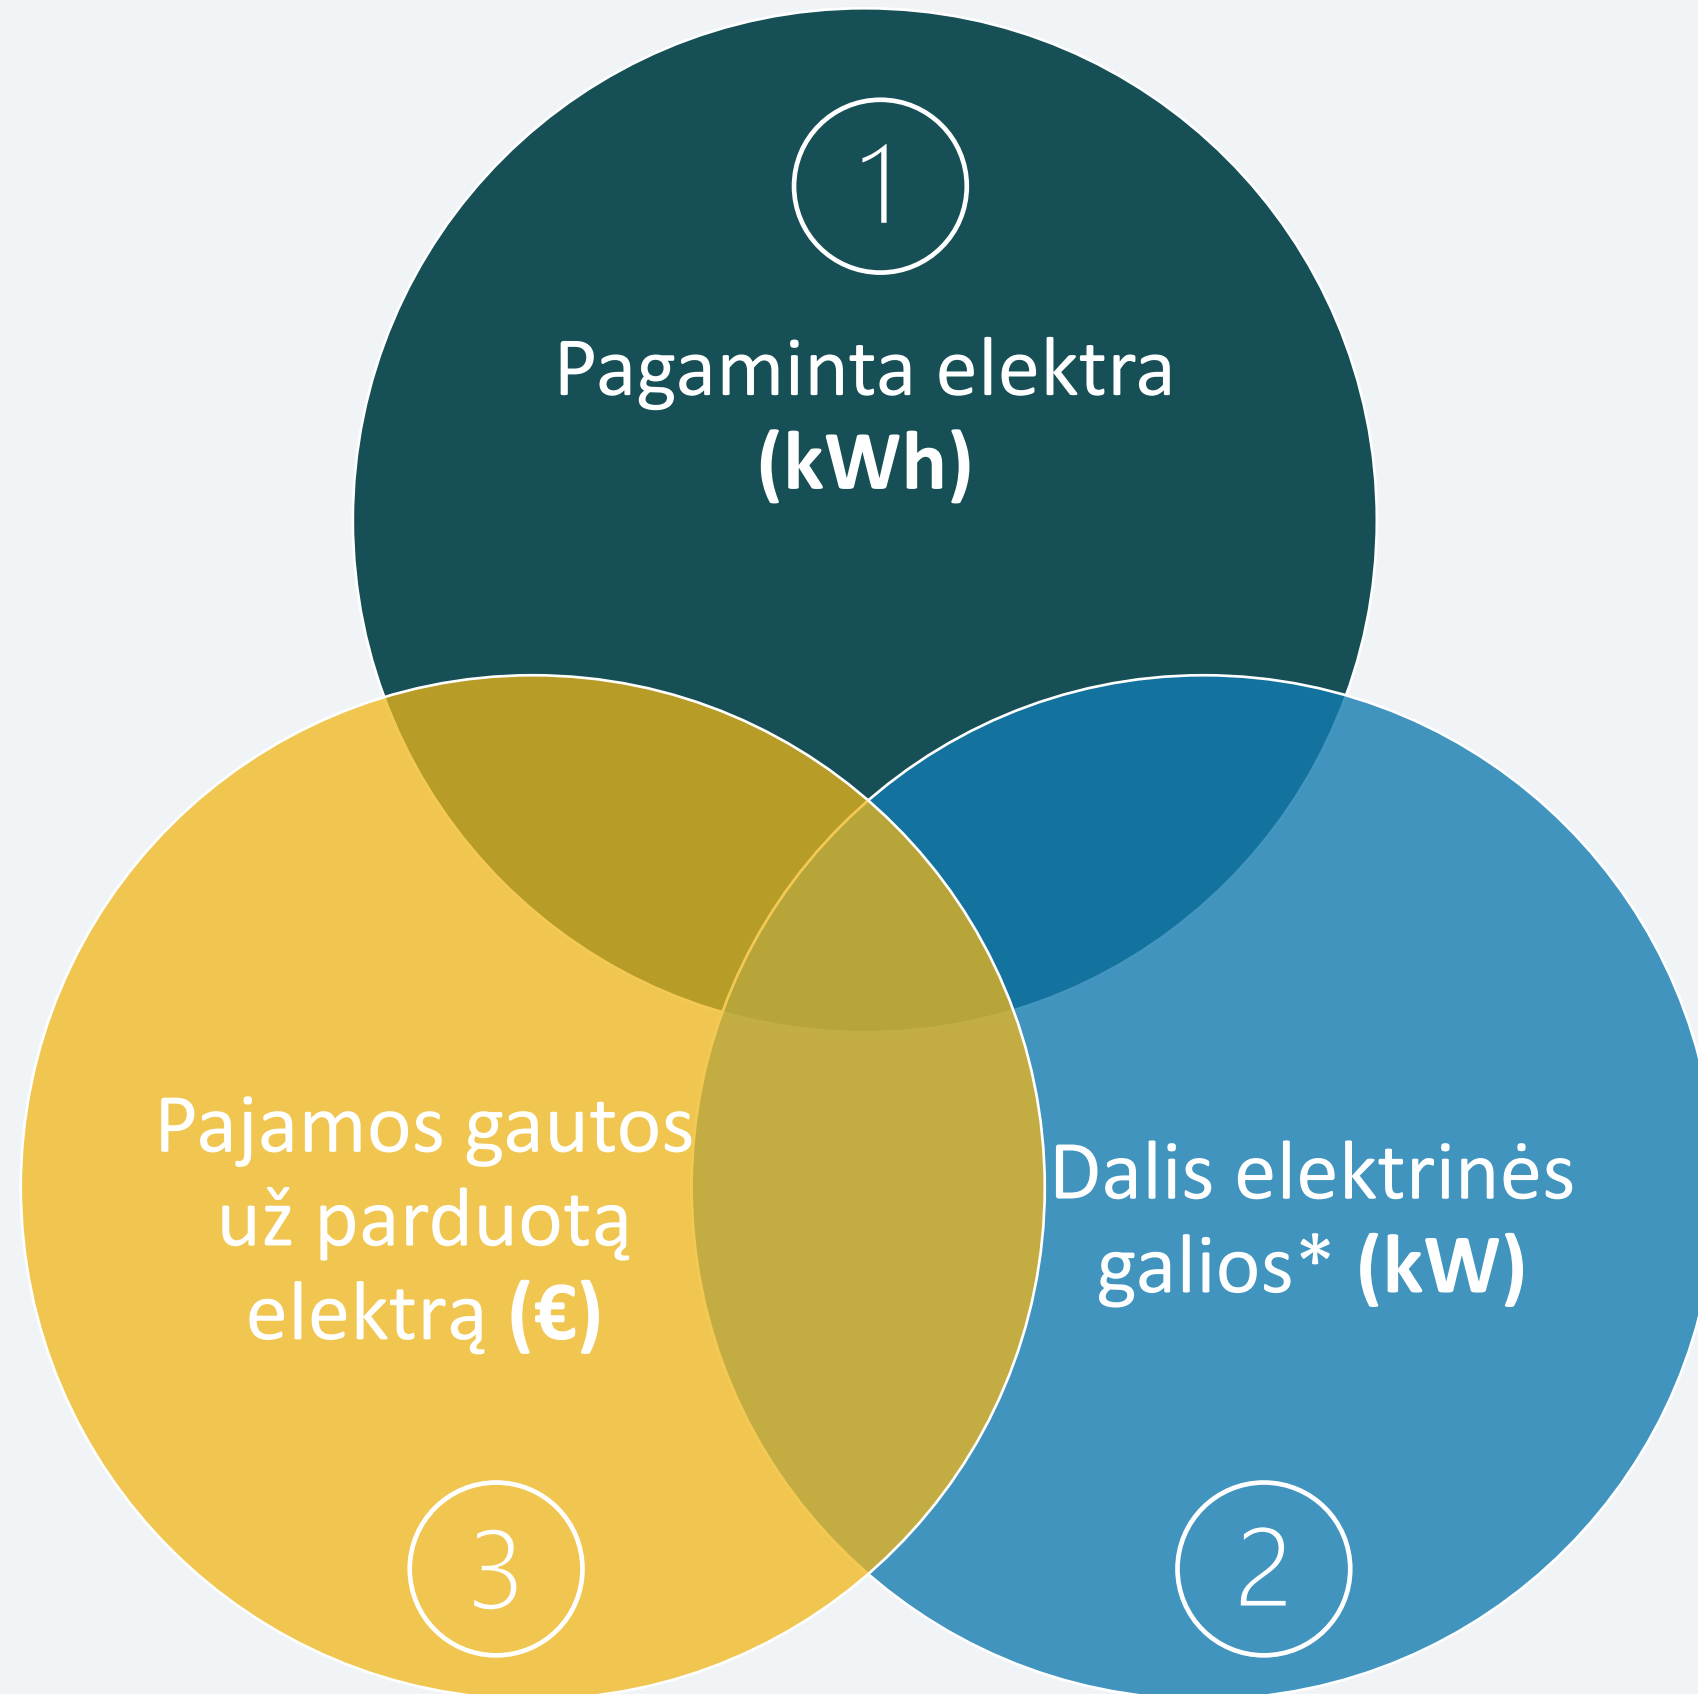 1
Pagaminta elektra
(kWh)
Pajamos gautos
už parduotą
elektrą (€)
3
Dalis elektrinės
galios* (kW)
2